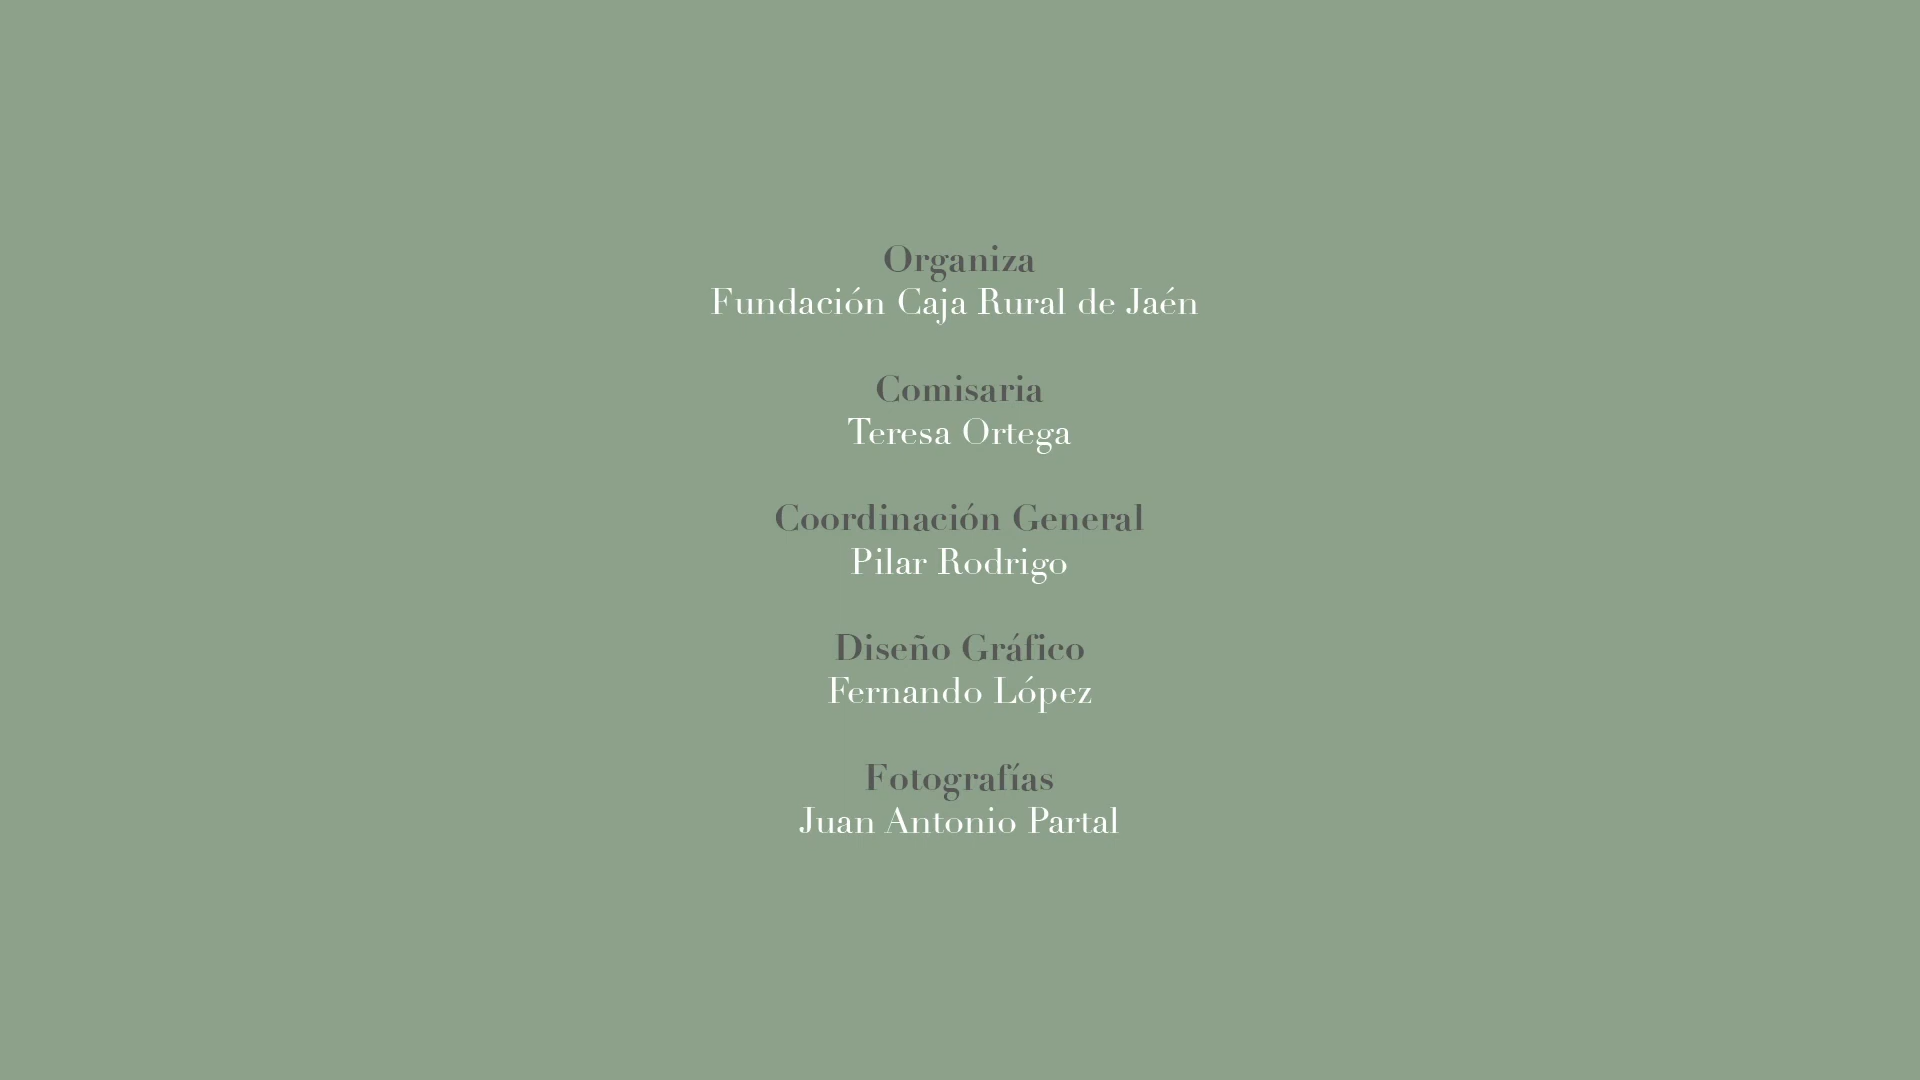 Organiza
Fundación Caja Rural de Jaén
Comisaria
Teresa Ortega
Coordinación General
Pilar Rodrigo
Diseño Gráfico
Fernando López
Fotografías
Juan Antonio Partal